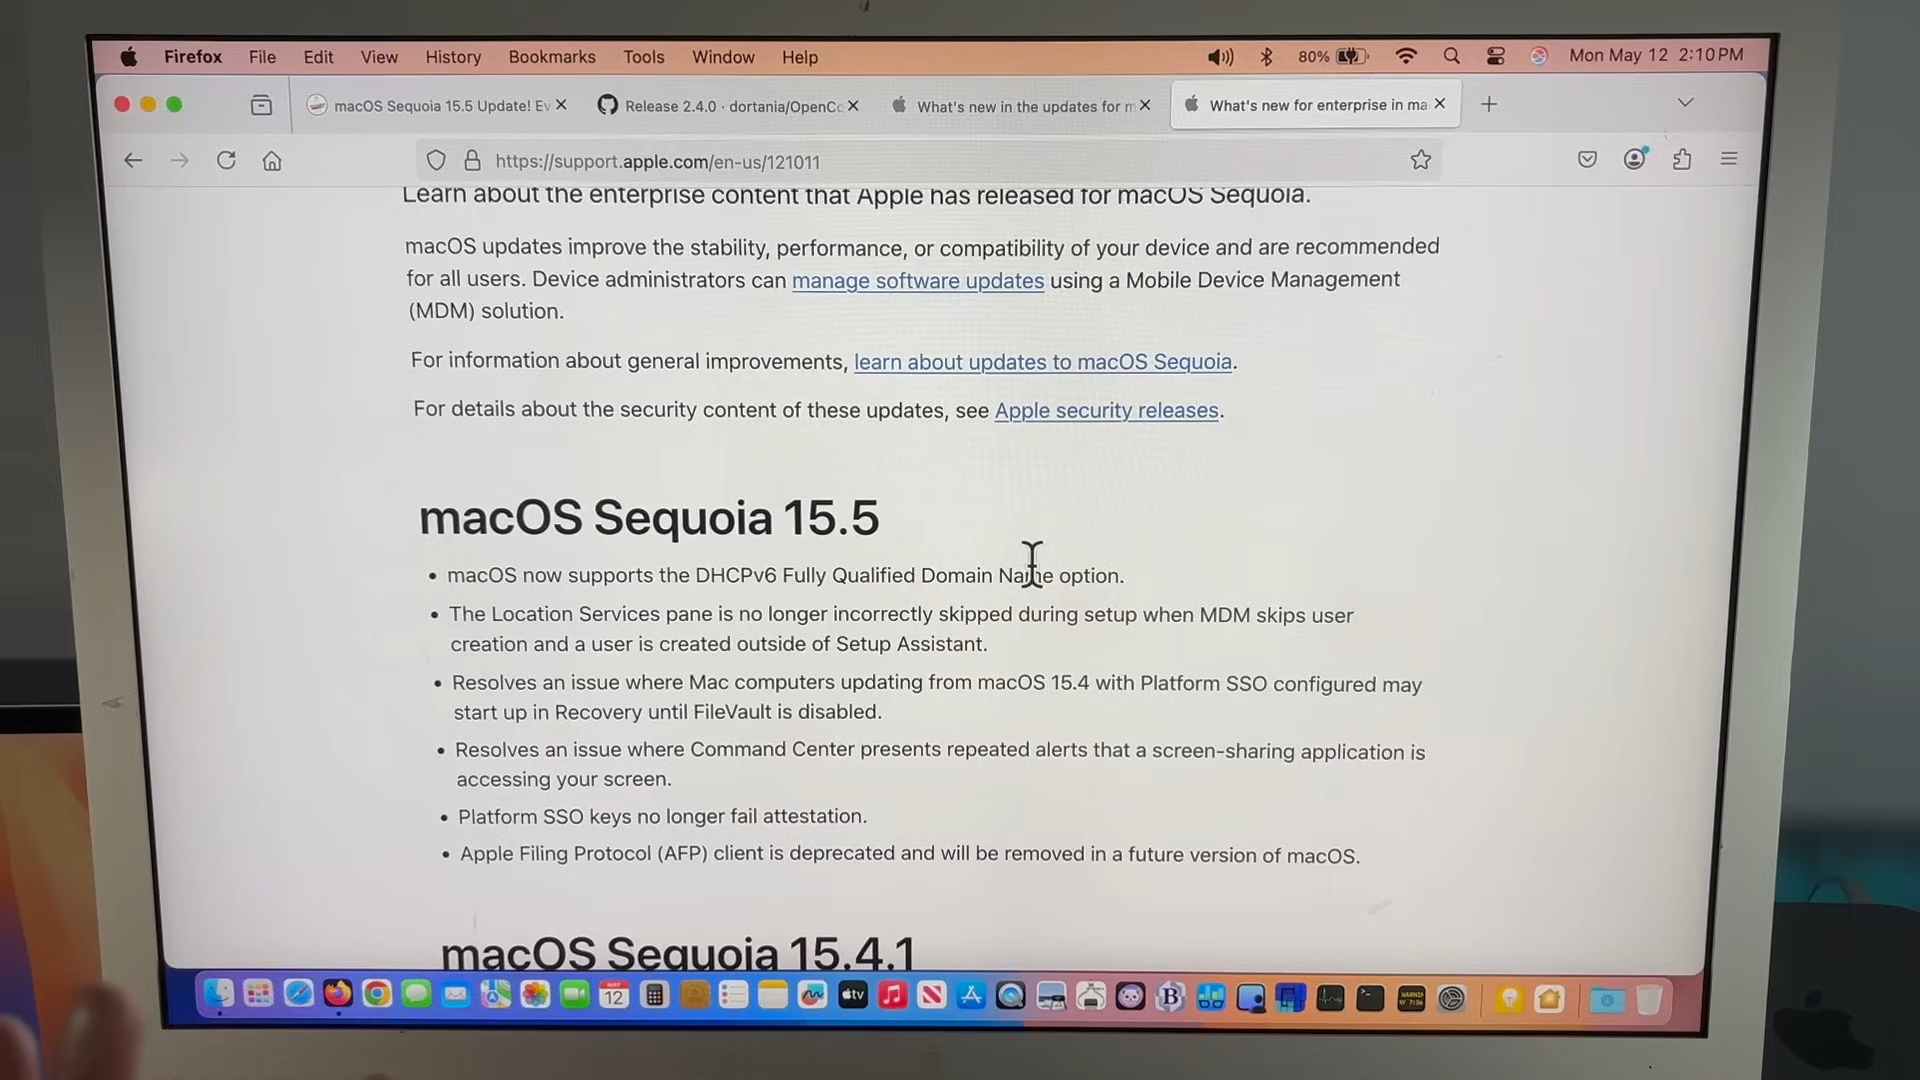 Firefox File Edit View History Bookmarks Tools Window Help 80% Mon May 12 2:10 PM
macOS Sequoia 15.5 Update! Ev Release 2.4.0 · dortania/OpenCo What's new in the updates for m What's new for enterprise in ma
https://support.apple.com/en-us/121011
Learn about the enterprise content that Apple has released for macOS Sequoia.
macOS updates improve the stability, performance, or compatibility of your device and are recommended
for all users. Device administrators can manage software updates using a Mobile Device Management
(MDM) solution.
For information about general improvements, learn about updates to macOS Sequoia.
For details about the security content of these updates, see Apple security releases.
macOS Sequoia 15.5
• macOS now supports the DHCPv6 Fully Qualified Domain Name option.
• The Location Services pane is no longer incorrectly skipped during setup when MDM skips user
creation and a user is created outside of Setup Assistant.
• Resolves an issue where Mac computers updating from macOS 15.4 with Platform SSO configured may
start up in Recovery until FileVault is disabled.
• Resolves an issue where Command Center presents repeated alerts that a screen-sharing application is
accessing your screen.
• Platform SSO keys no longer fail attestation.
• Apple Filing Protocol (AFP) client is deprecated and will be removed in a future version of macOS.
macOS Sequoia 15.4.1
MAY
12
tv
B